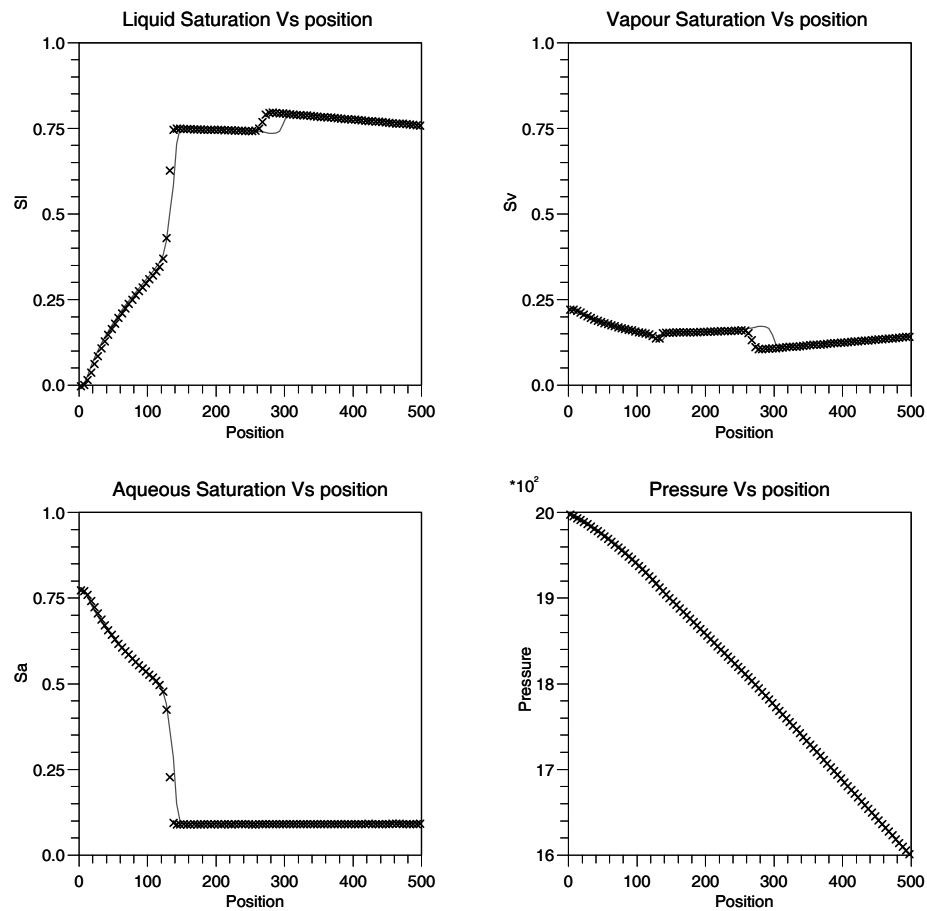 Liquid Saturation Vs position
1.0
0.75
0.5
0.25
0.0
Sl
0 100 200 300 400 500
Position
Vapour Saturation Vs position
1.0
0.75
0.5
0.25
0.0
Sv
0 100 200 300 400 500
Position
Aqueous Saturation Vs position
1.0
0.75
0.5
0.25
0.0
Sa
0 100 200 300 400 500
Position
*10²
Pressure Vs position
20
19
18
17
16
Pressure
0 100 200 300 400 500
Position